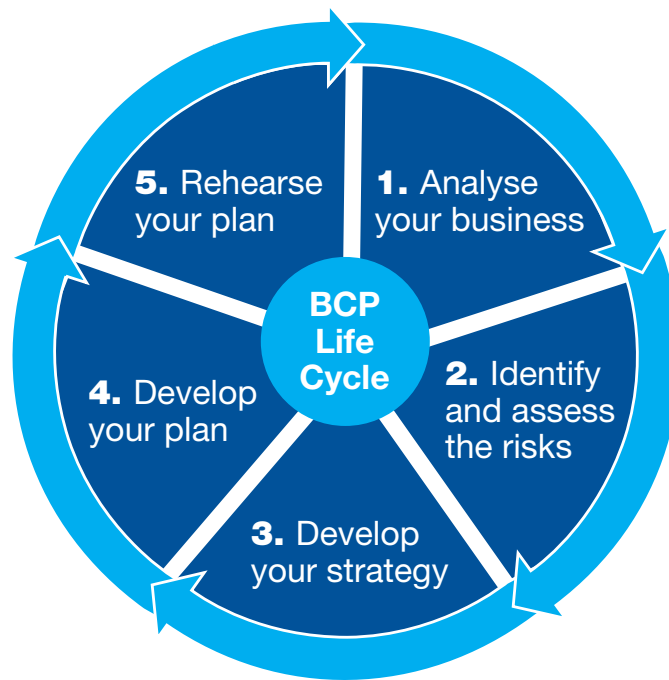 5. Rehearse
your plan
1. Analyse
your business
BCP
Life
Cycle
2. Identify
and assess
the risks
4. Develop
your plan
3. Develop
your strategy